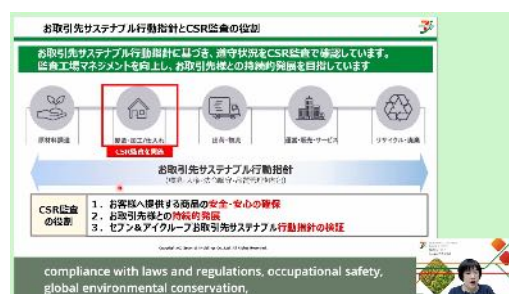 お取引先サステナブル行動指針とCSR監査の役割
お取引先サステナブル行動指針に基づき、遵守状況をCSR監査で確認しています。
監査工場マネジメントを向上し、お取引先様との持続的発展を目指しています
原材料調達
製造・加工/仕入れ
出荷・物流
運営・販売・サービス
リサイクル・廃棄
CSR監査を実施
お取引先サステナブル行動指針
CSR監査
の役割
1. お客様へ提供する商品の安全・安心の確保
2. お取引先様との持続的発展
3. セブン&アイグループお取引先サステナブル行動指針の検証
compliance with laws and regulations, occupational safety,
global environmental conservation,